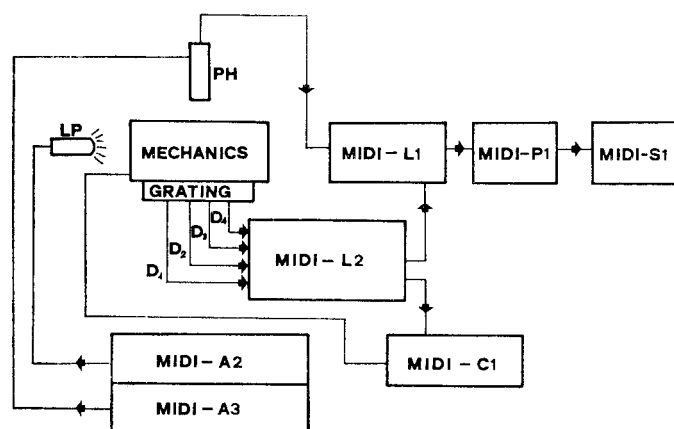 PH
LP
MECHANICS
MIDI-L1
MIDI-P1
MIDI-S1
GRATING
D4
D3
D2
D1
MIDI-L2
MIDI-A2
MIDI-C1
MIDI-A3